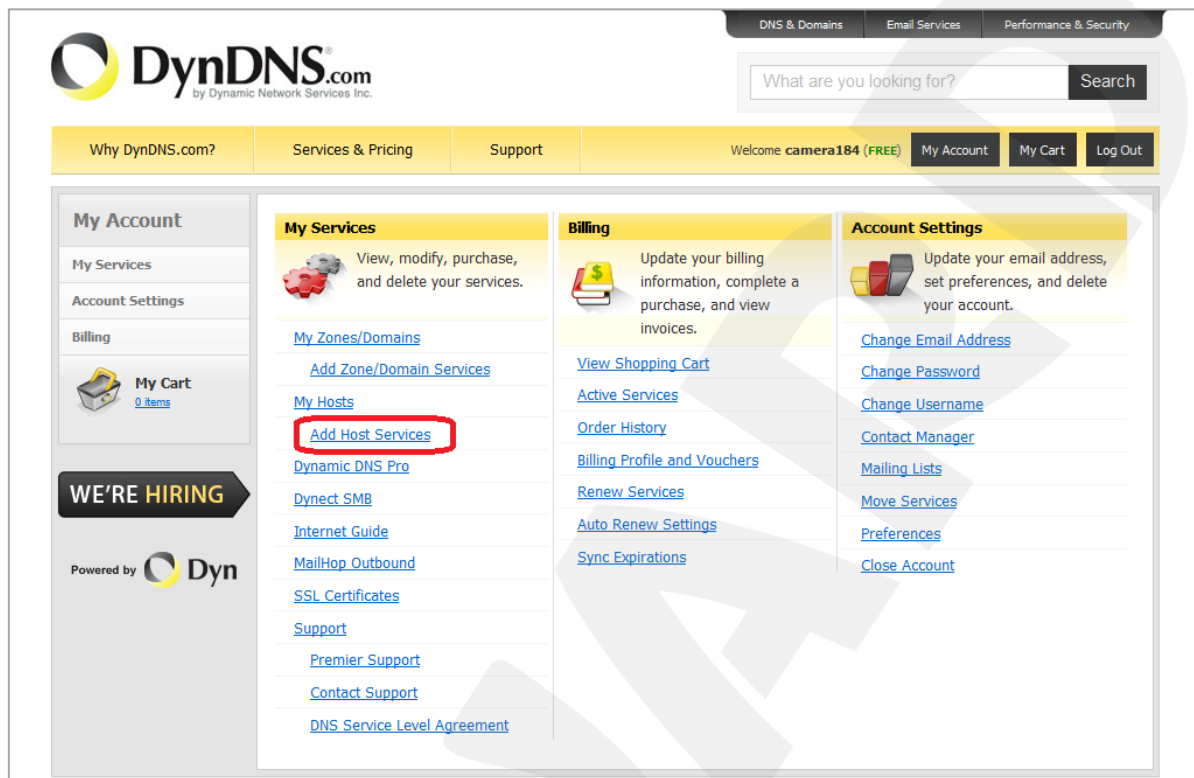 DNS & Domains Email Services Performance & Security
DynDNS.com
by Dynamic Network Services Inc.
What are you looking for? Search
Why DynDNS.com? Services & Pricing Support Welcome camera184 (FREE) My Account My Cart Log Out
My Account
My Services
Account Settings
Billing
My Cart
0 items
WE'RE HIRING
Powered by Dyn
My Services
View, modify, purchase,
and delete your services.
My Zones/Domains
Add Zone/Domain Services
My Hosts
Add Host Services
Dynamic DNS Pro
Dynect SMB
Internet Guide
MailHop Outbound
SSL Certificates
Support
Premier Support
Contact Support
DNS Service Level Agreement
Billing
Update your billing
information, complete a
purchase, and view
invoices.
View Shopping Cart
Active Services
Order History
Billing Profile and Vouchers
Renew Services
Auto Renew Settings
Sync Expirations
Account Settings
Update your email address,
set preferences, and delete
your account.
Change Email Address
Change Password
Change Username
Contact Manager
Mailing Lists
Move Services
Preferences
Close Account